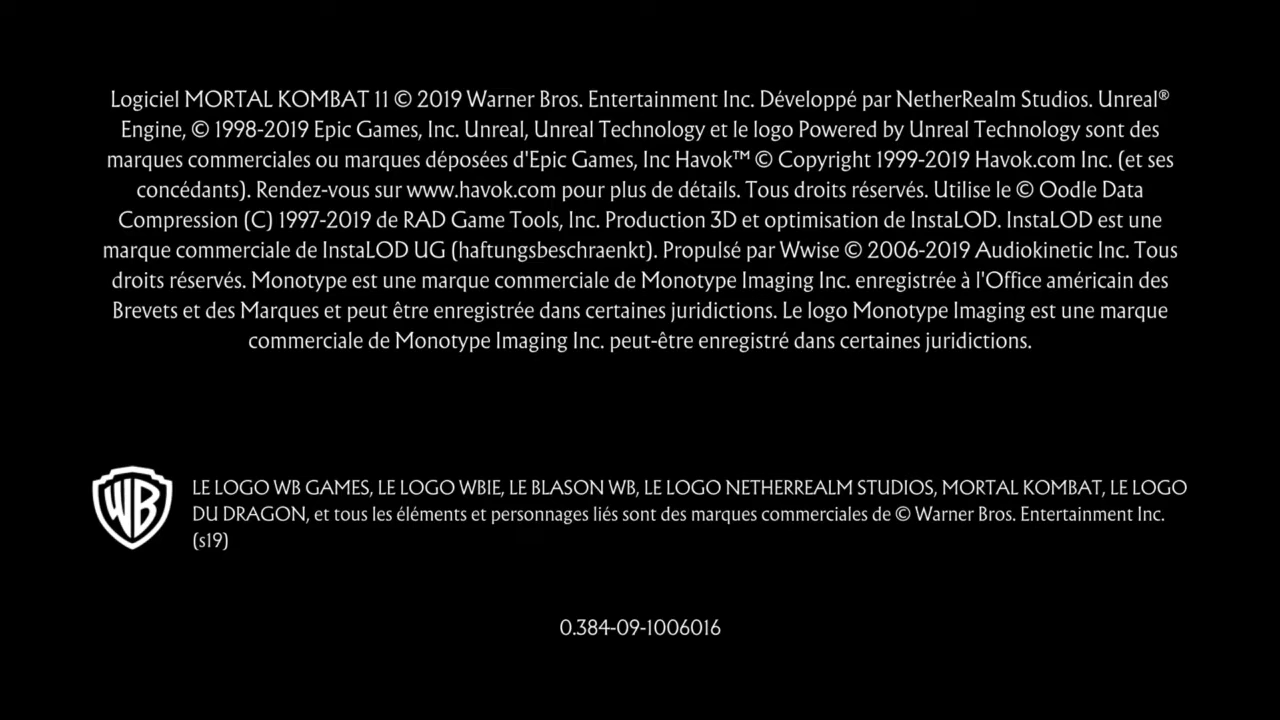 Logiciel MORTAL KOMBAT 11 © 2019 Warner Bros. Entertainment Inc. Développé par NetherRealm Studios. Unreal®
Engine, © 1998-2019 Epic Games, Inc. Unreal, Unreal Technology et le logo Powered by Unreal Technology sont des
marques commerciales ou marques déposées d'Epic Games, Inc Havok™ © Copyright 1999-2019 Havok.com Inc. (et ses
concédants). Rendez-vous sur www.havok.com pour plus de détails. Tous droits réservés. Utilise le © Oodle Data
Compression (C) 1997-2019 de RAD Game Tools, Inc. Production 3D et optimisation de InstaLOD. InstaLOD est une
marque commerciale de InstaLOD UG (haftungsbeschraenkt). Propulsé par Wwise © 2006-2019 Audiokinetic Inc. Tous
droits réservés. Monotype est une marque commerciale de Monotype Imaging Inc. enregistrée à l'Office américain des
Brevets et des Marques et peut être enregistrée dans certaines juridictions. Le logo Monotype Imaging est une marque
commerciale de Monotype Imaging Inc. peut-être enregistré dans certaines juridictions.
WB
LE LOGO WB GAMES, LE LOGO WBIE, LE BLASON WB, LE LOGO NETHERREALM STUDIOS, MORTAL KOMBAT, LE LOGO
DU DRAGON, et tous les éléments et personnages liés sont des marques commerciales de © Warner Bros. Entertainment Inc.
(s19)
0.384-09-1006016